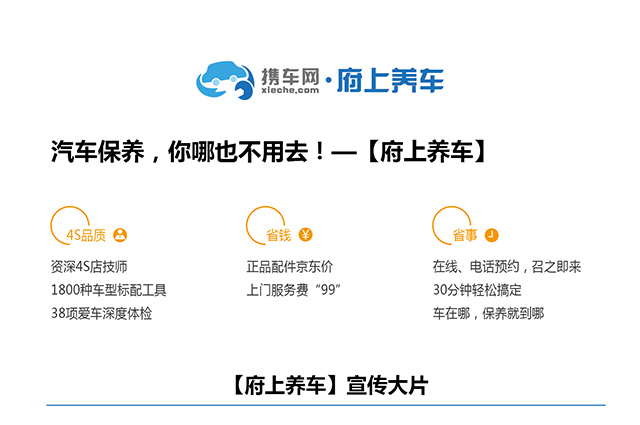 携车网·府上养车
xieche.com
汽车保养，你哪也不用去！—【府上养车】
4S品质
资深4S店技师
1800种车型标配工具
38项爱车深度体检
省钱
¥
正品配件京东价
上门服务费“99”
省事
在线、电话预约，召之即来
30分钟轻松搞定
车在哪，保养就到哪
【府上养车】宣传大片